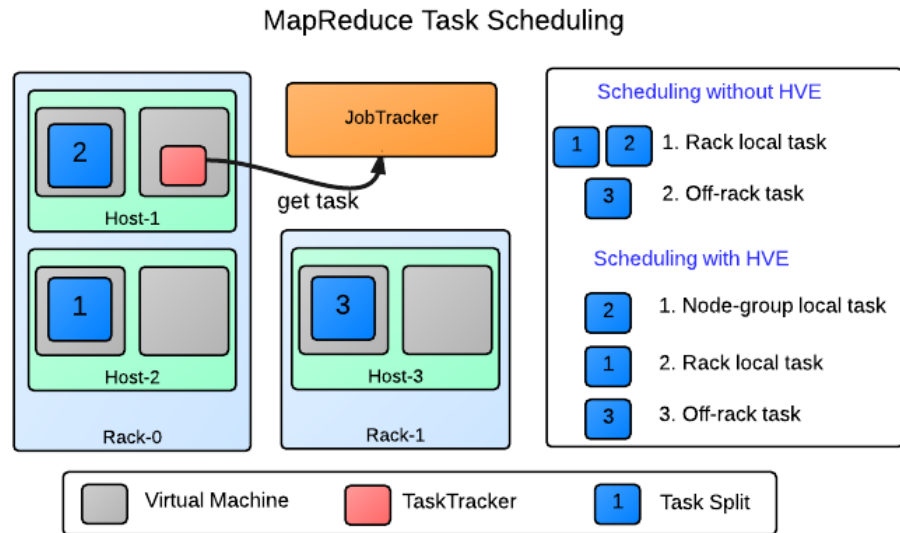 MapReduce Task Scheduling
2
Host-1
JobTracker
get task
1
Host-2
Rack-0
3
Host-3
Rack-1
Scheduling without HVE
1 2 1. Rack local task
3 2. Off-rack task
Scheduling with HVE
2 1. Node-group local task
1 2. Rack local task
3 3. Off-rack task
Virtual Machine TaskTracker 1 Task Split